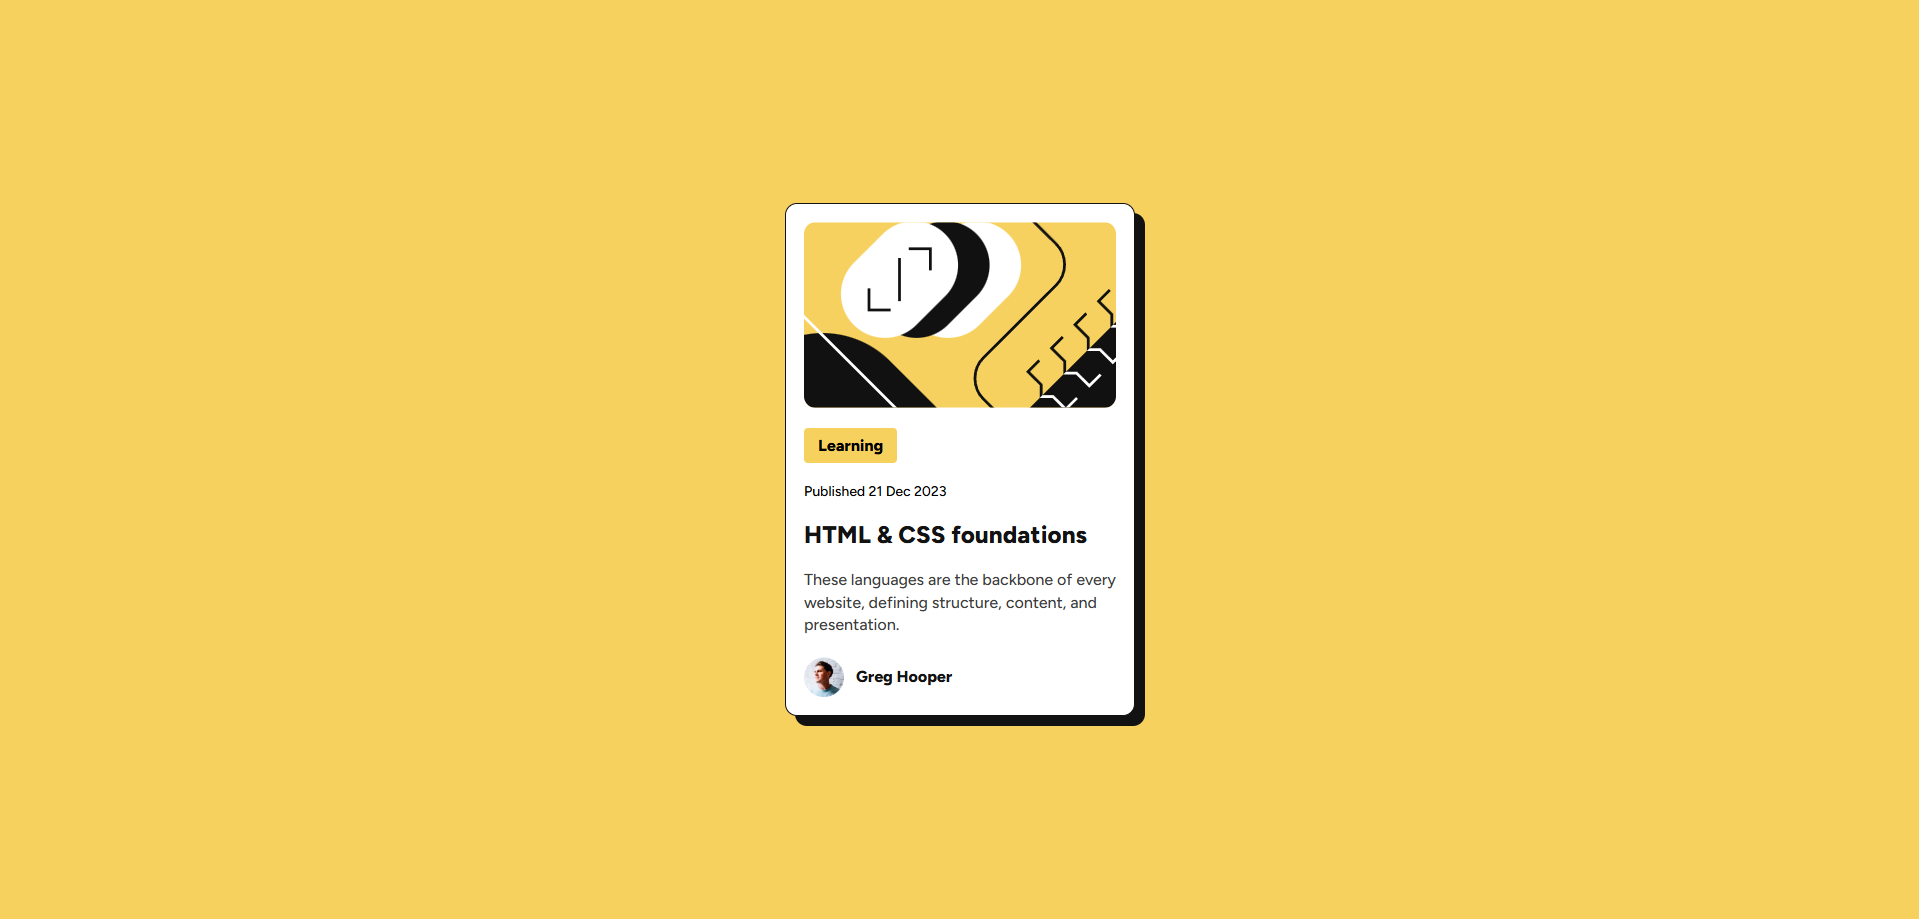 Learning
Published 21 Dec 2023
HTML & CSS foundations
These languages are the backbone of every
website, defining structure, content, and
presentation.
Greg Hooper